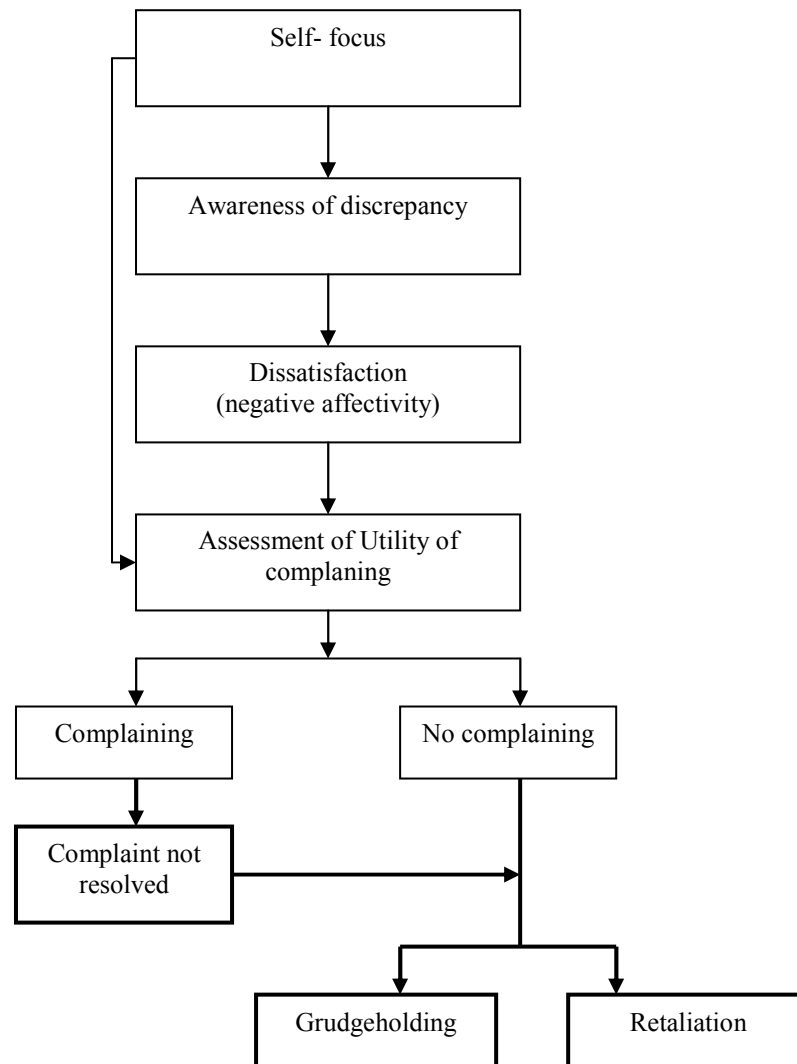 Self- focus
Awareness of discrepancy
Dissatisfaction
(negative affectivity)
Assessment of Utility of
complaning
Complaining
No complaining
Complaint not
resolved
Grudgeholding
Retaliation